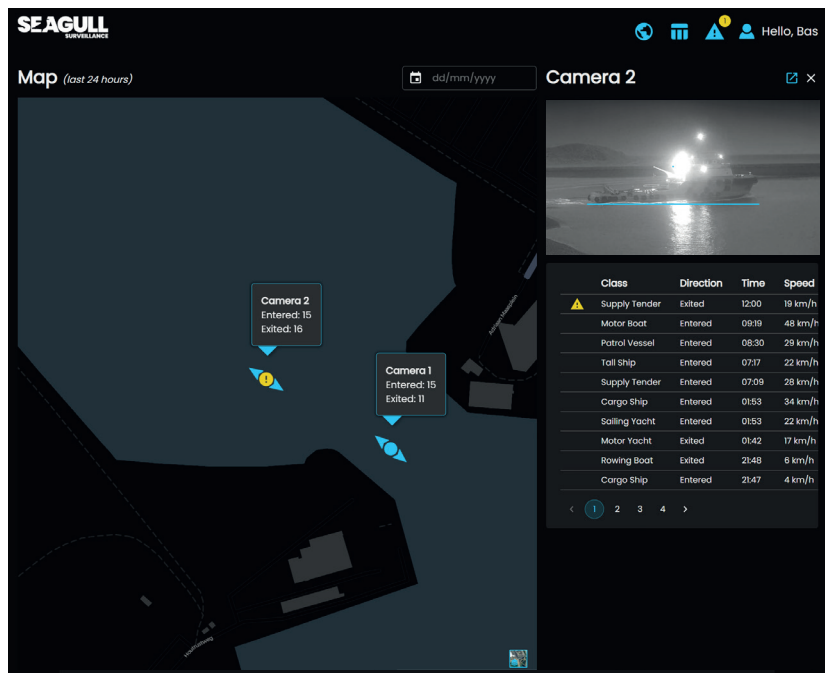 SEAGULL
SURVEILLANCE
1
Hello, Bas
Map (last 24 hours)
dd/mm/yyyy
Camera 2
Camera 2
Entered: 15
Exited: 16
Camera 1
Entered: 15
Exited: 11
Adriaan Maasplein
Houtrustweg
Class Direction Time Speed
Supply Tender Exited 12:00 19 km/h
Motor Boat Entered 09:19 48 km/h
Patrol Vessel Entered 08:30 29 km/h
Tall Ship Entered 07:17 22 km/h
Supply Tender Entered 07:09 28 km/h
Cargo Ship Entered 01:53 34 km/h
Sailing Yacht Entered 01:53 22 km/h
Motor Yacht Exited 01:42 17 km/h
Rowing Boat Exited 21:48 6 km/h
Cargo Ship Entered 21:47 4 km/h
< 1 2 3 4 >